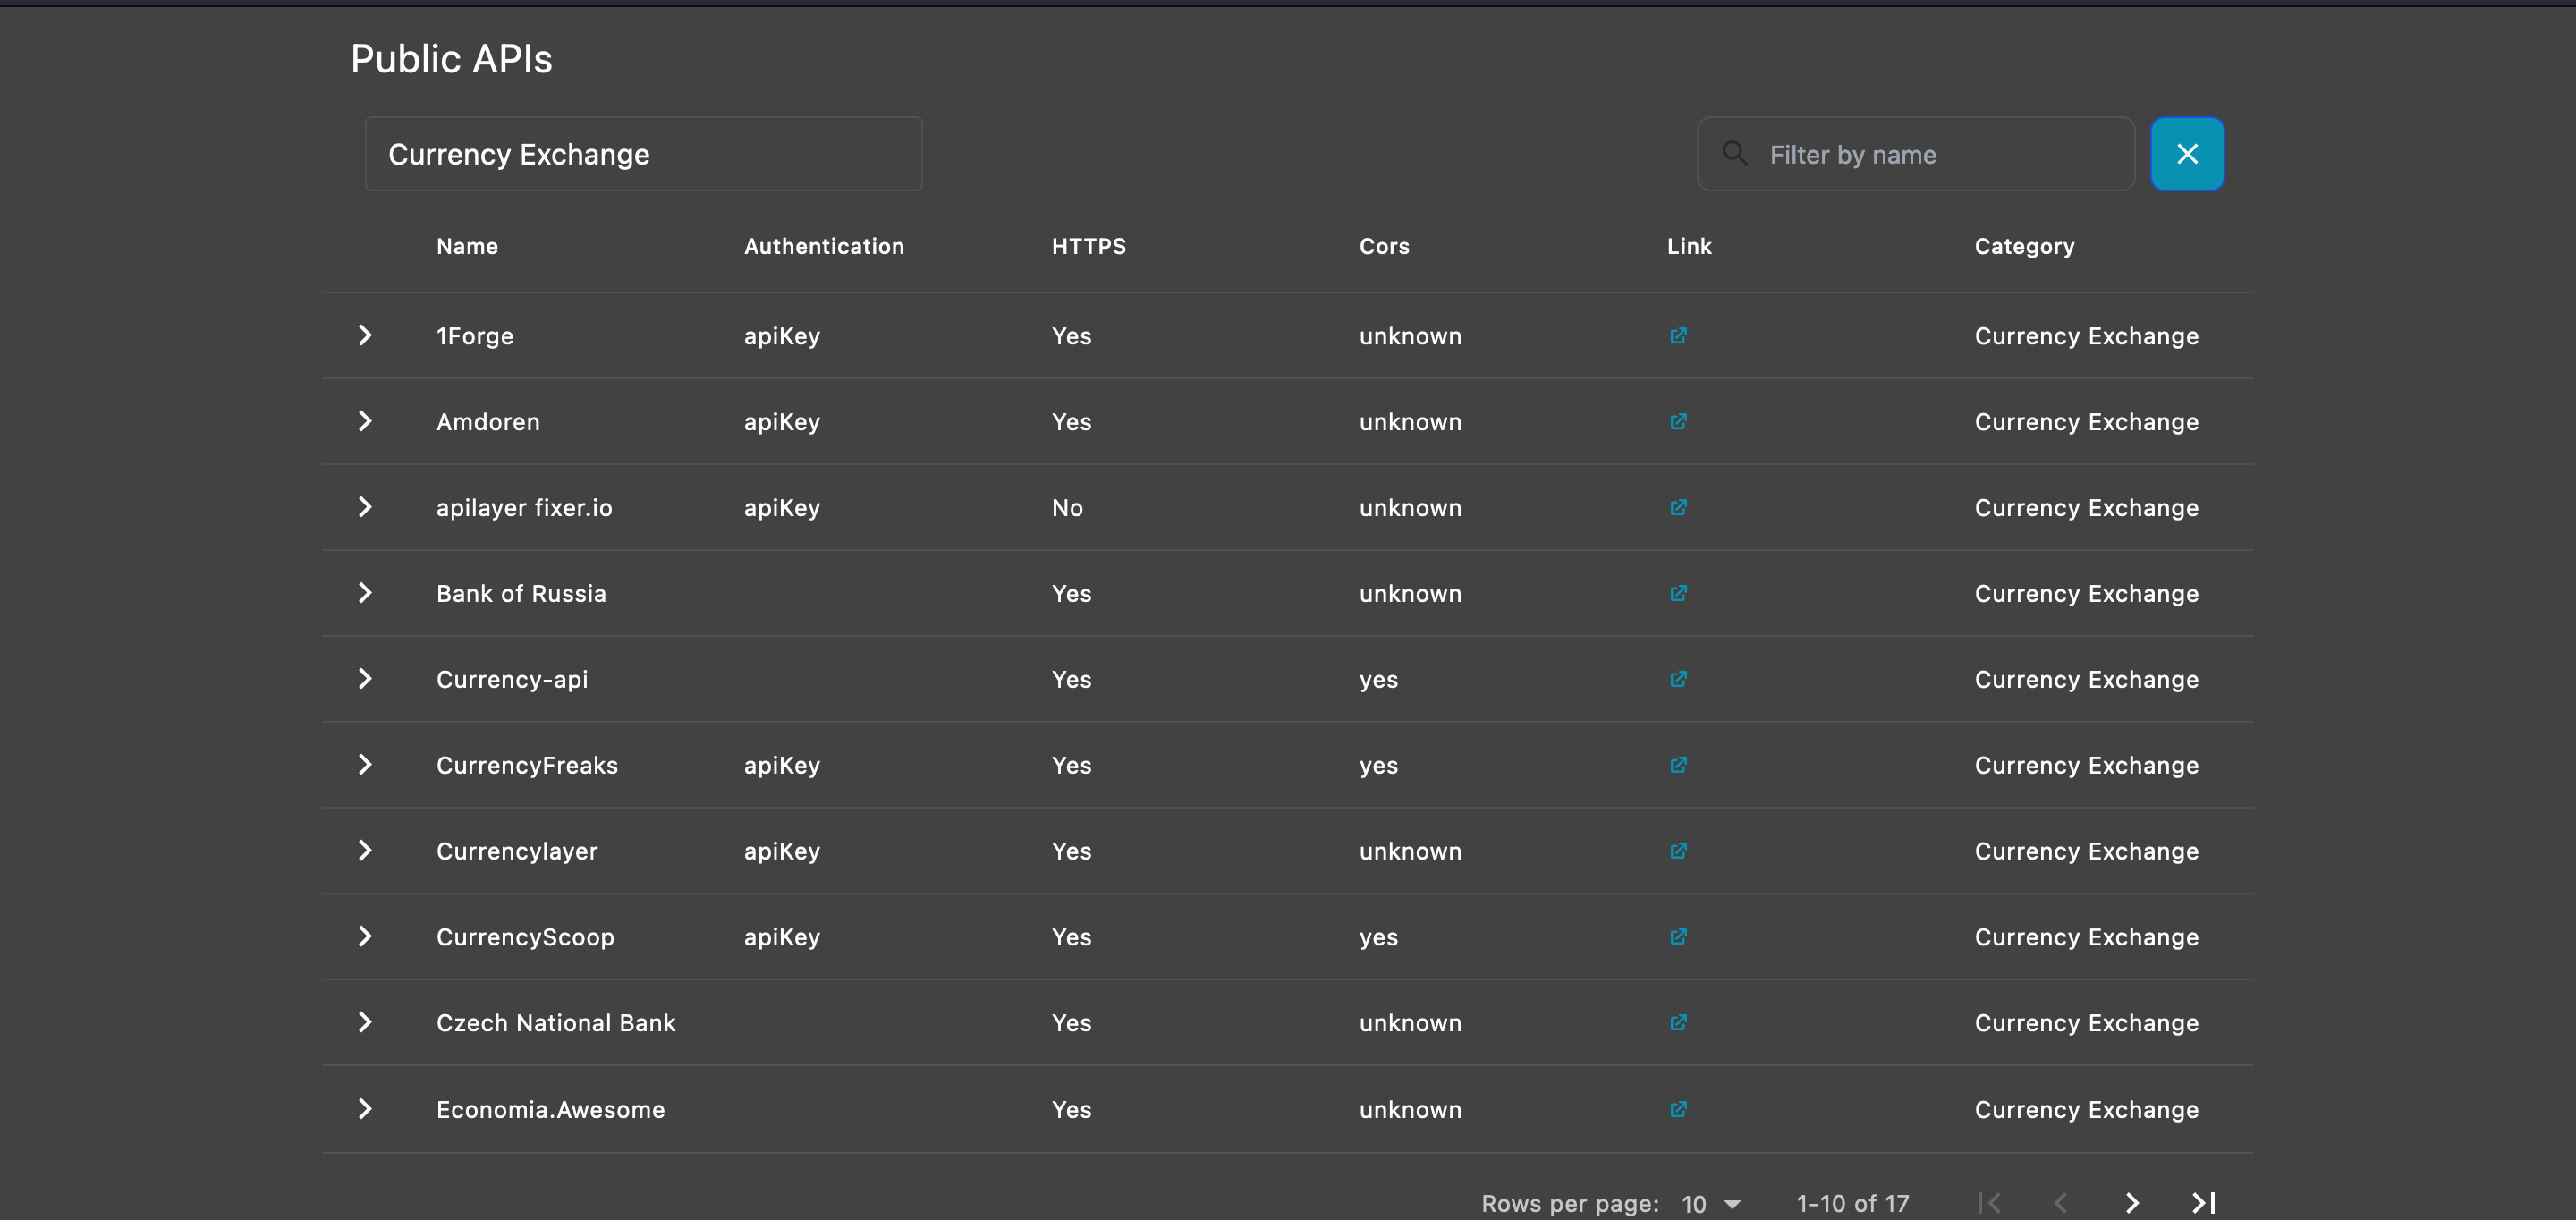 Public APIs
Currency Exchange
Filter by name
Name Authentication HTTPS Cors Link Category
1Forge apiKey Yes unknown Currency Exchange
Amdoren apiKey Yes unknown Currency Exchange
apilayer fixer.io apiKey No unknown Currency Exchange
Bank of Russia Yes unknown Currency Exchange
Currency-api Yes yes Currency Exchange
CurrencyFreaks apiKey Yes yes Currency Exchange
Currencylayer apiKey Yes unknown Currency Exchange
CurrencyScoop apiKey Yes yes Currency Exchange
Czech National Bank Yes unknown Currency Exchange
Economia.Awesome Yes unknown Currency Exchange
Rows per page: 10 1-10 of 17